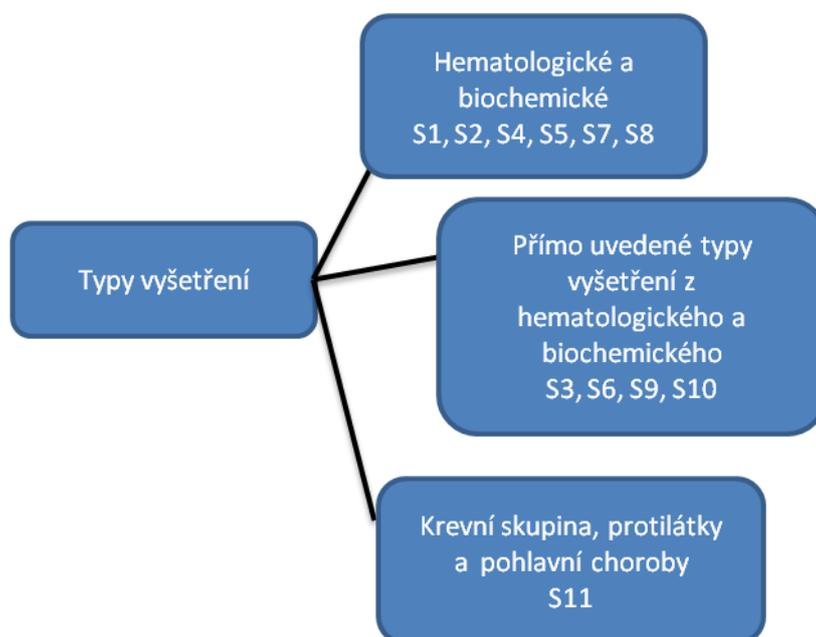 Hematologické a
biochemické
S1, S2, S4, S5, S7, S8
Typy vyšetření
Přímo uvedené typy
vyšetření z
hematologického a
biochemického
S3, S6, S9, S10
Krevní skupina, protilátky
a pohlavní choroby
S11